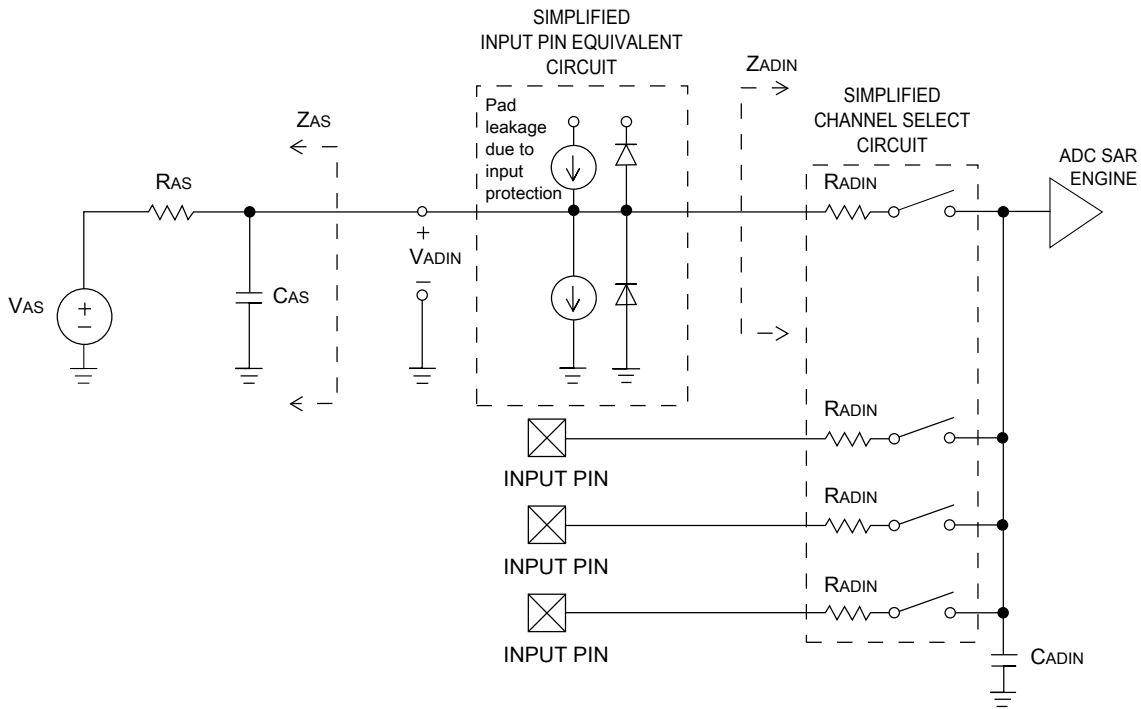 SIMPLIFIED
INPUT PIN EQUIVALENT
CIRCUIT
Pad
leakage
due to
input
protection
ZAS
ZADIN
SIMPLIFIED
CHANNEL SELECT
CIRCUIT
ADC SAR
ENGINE
RAS
RADIN
+
VADIN
−
VAS
+
−
CAS
RADIN
INPUT PIN
RADIN
INPUT PIN
RADIN
INPUT PIN
CADIN